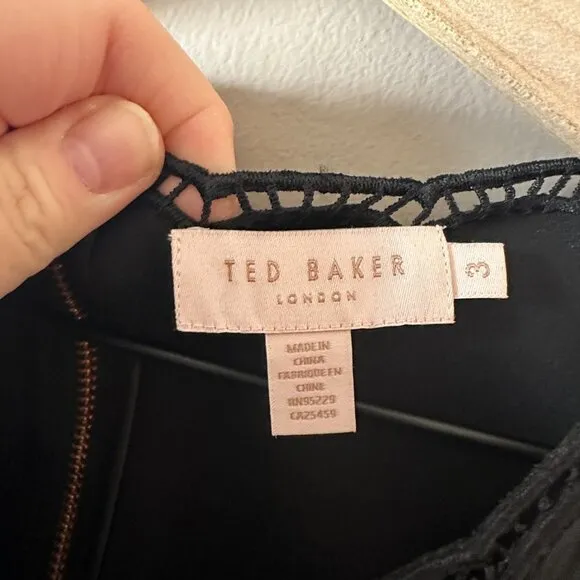 TED BAKER
LONDON
3
MADE IN
CHINA
FABRIQUE EN
CHINE
RN95229
CA25459